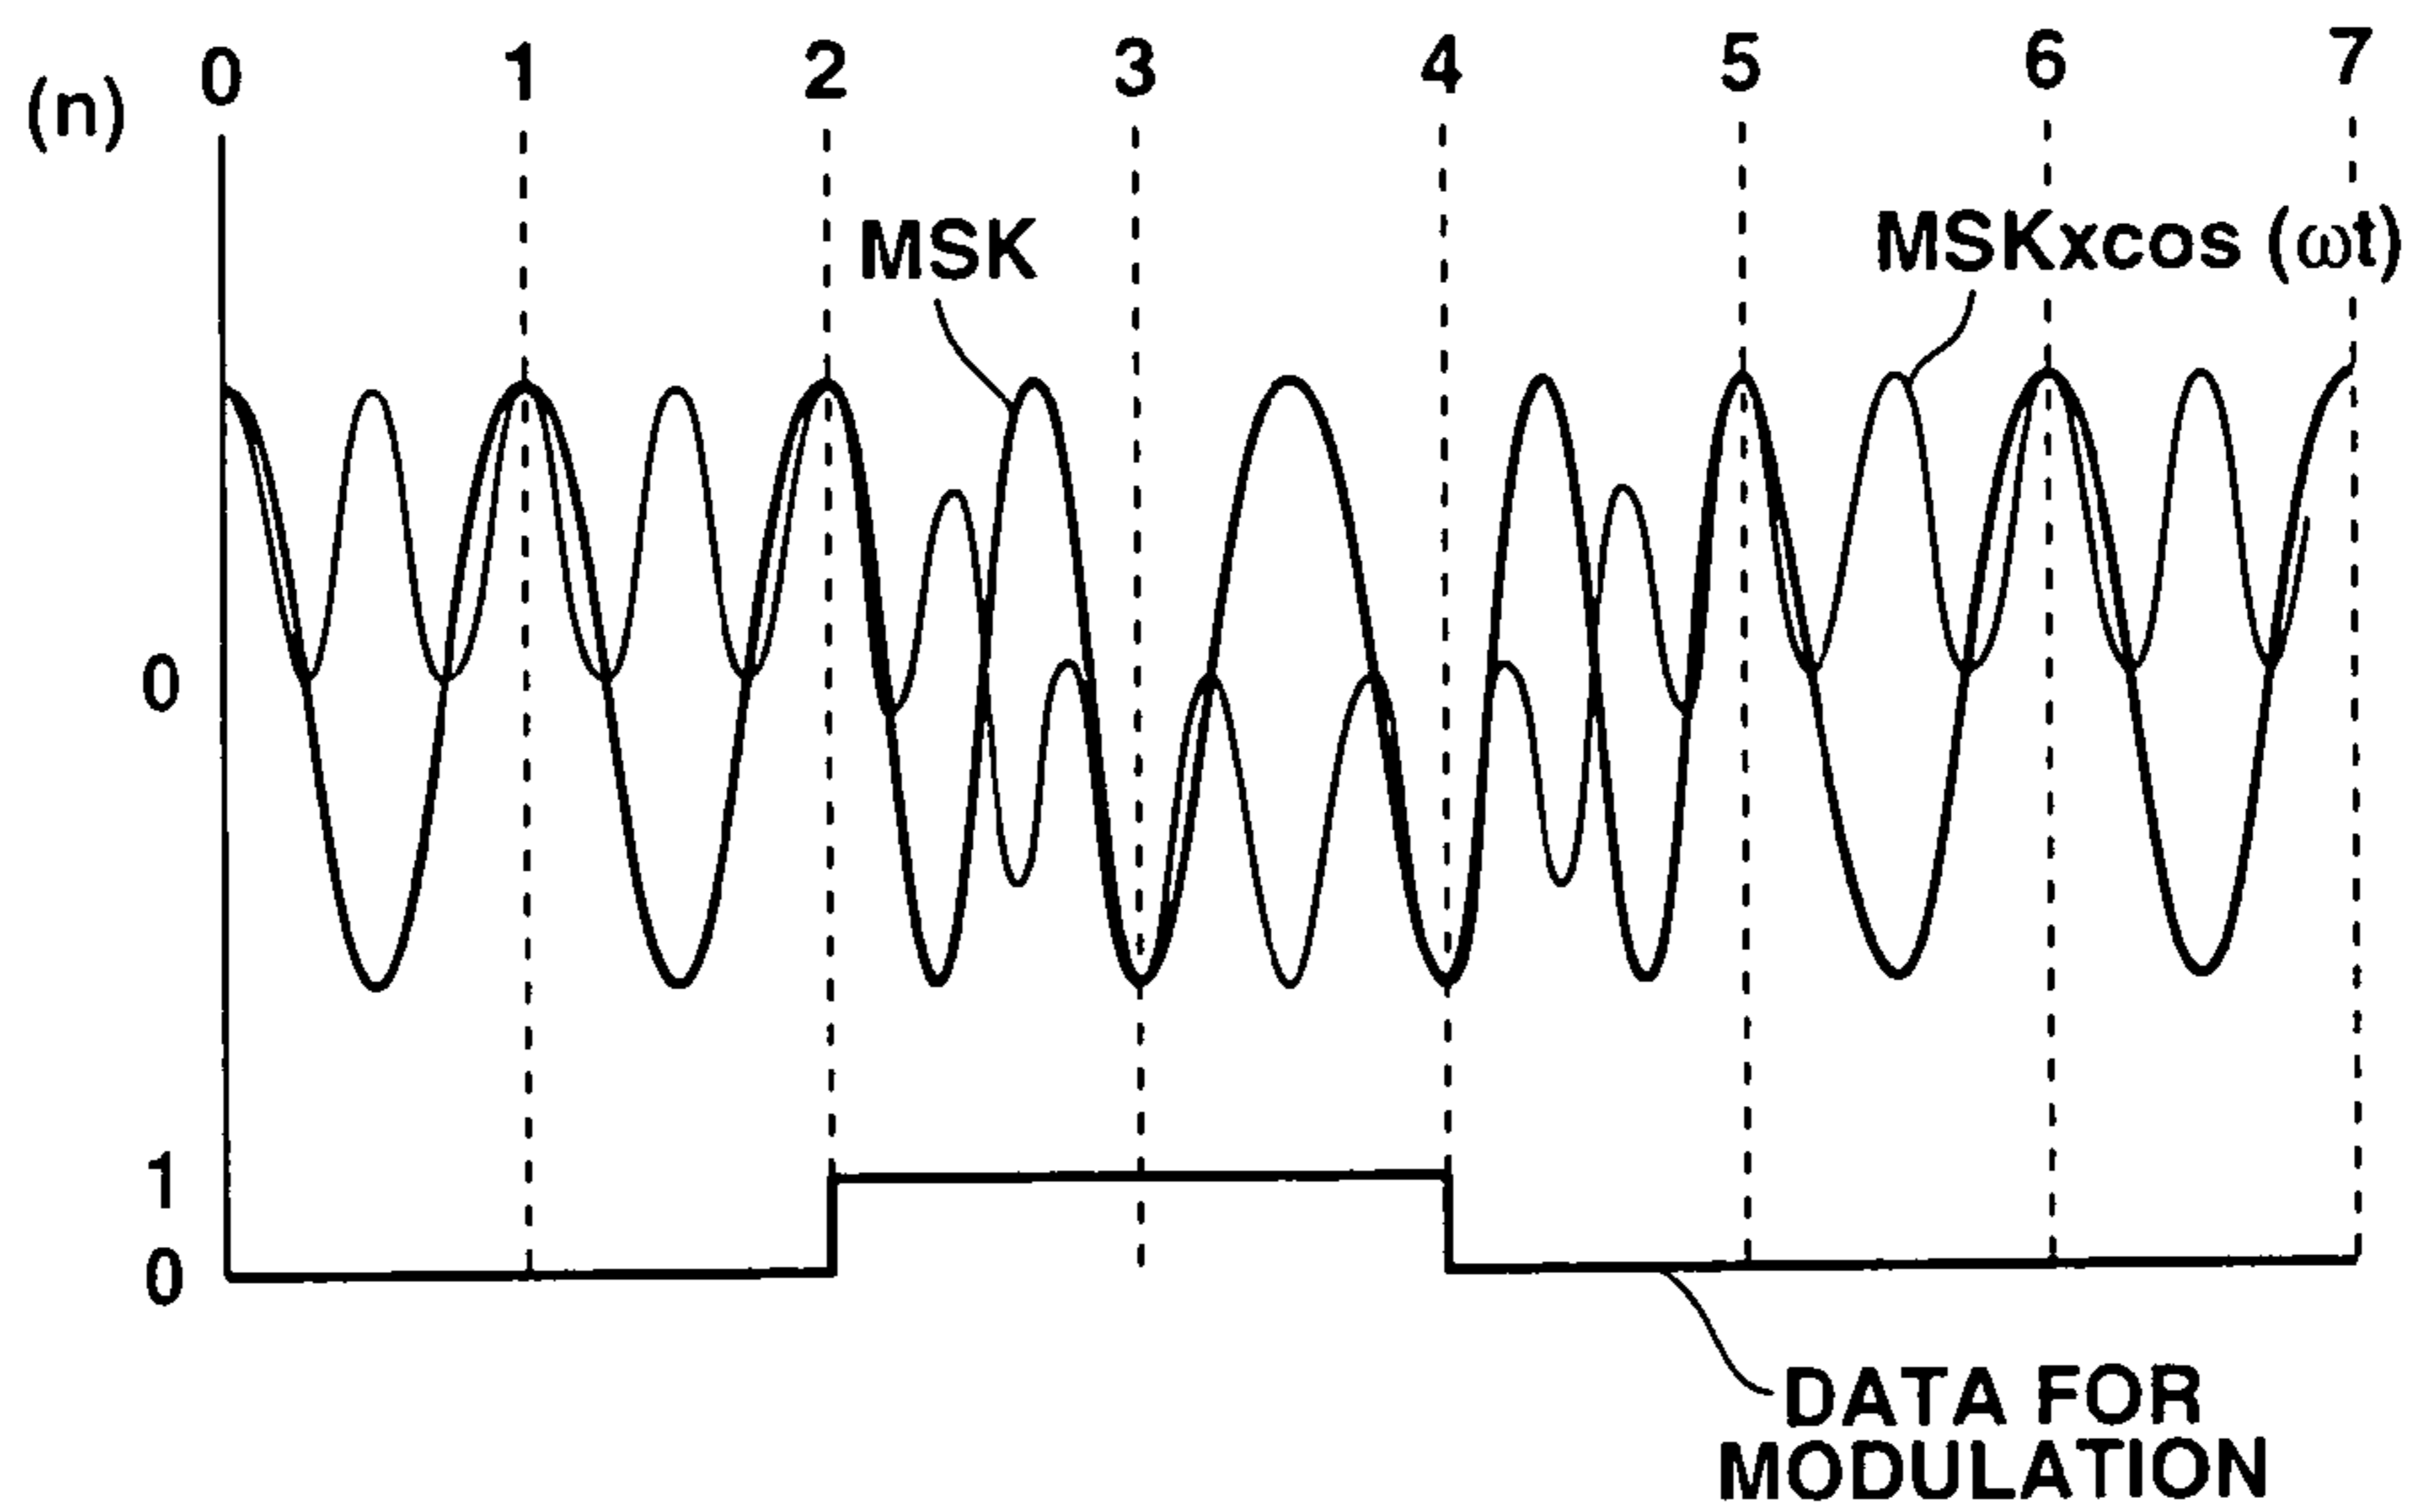 (n) 0 1 2 3 4 5 6 7
MSK
MSKxcos (ωt)
0
1
0
DATA FOR
MODULATION